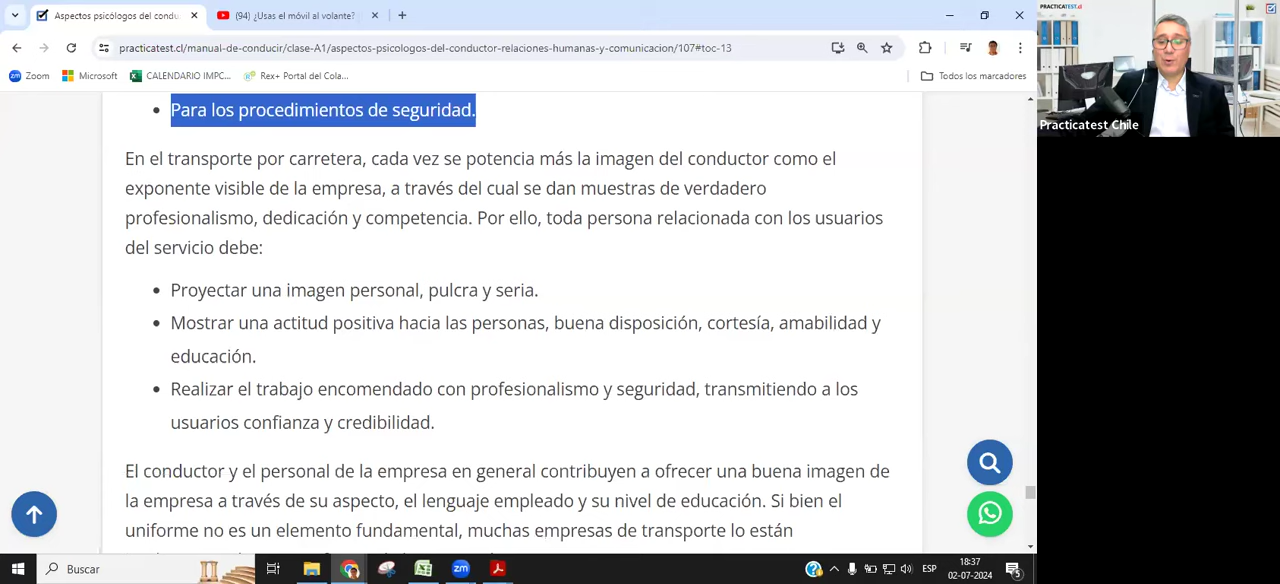 Aspectos psicólogos del condu
(94) ¿Usas el móvil al volante?
practicatest.cl/manual-de-conducir/clase-A1/aspectos-psicologos-del-conductor-relaciones-humanas-y-comunicacion/107#toc-13
Zoom
Microsoft
CALENDARIO IMPC...
Rex+ Portal del Cola...
Todos los marcadores
PRACTICATEST.cl
Practicatest Chile
• Para los procedimientos de seguridad.
En el transporte por carretera, cada vez se potencia más la imagen del conductor como el
exponente visible de la empresa, a través del cual se dan muestras de verdadero
profesionalismo, dedicación y competencia. Por ello, toda persona relacionada con los usuarios
del servicio debe:
• Proyectar una imagen personal, pulcra y seria.
• Mostrar una actitud positiva hacia las personas, buena disposición, cortesía, amabilidad y
educación.
• Realizar el trabajo encomendado con profesionalismo y seguridad, transmitiendo a los
usuarios confianza y credibilidad.
El conductor y el personal de la empresa en general contribuyen a ofrecer una buena imagen de
la empresa a través de su aspecto, el lenguaje empleado y su nivel de educación. Si bien el
uniforme no es un elemento fundamental, muchas empresas de transporte lo están
Buscar
zm
ESP
18:37
02-07-2024
5